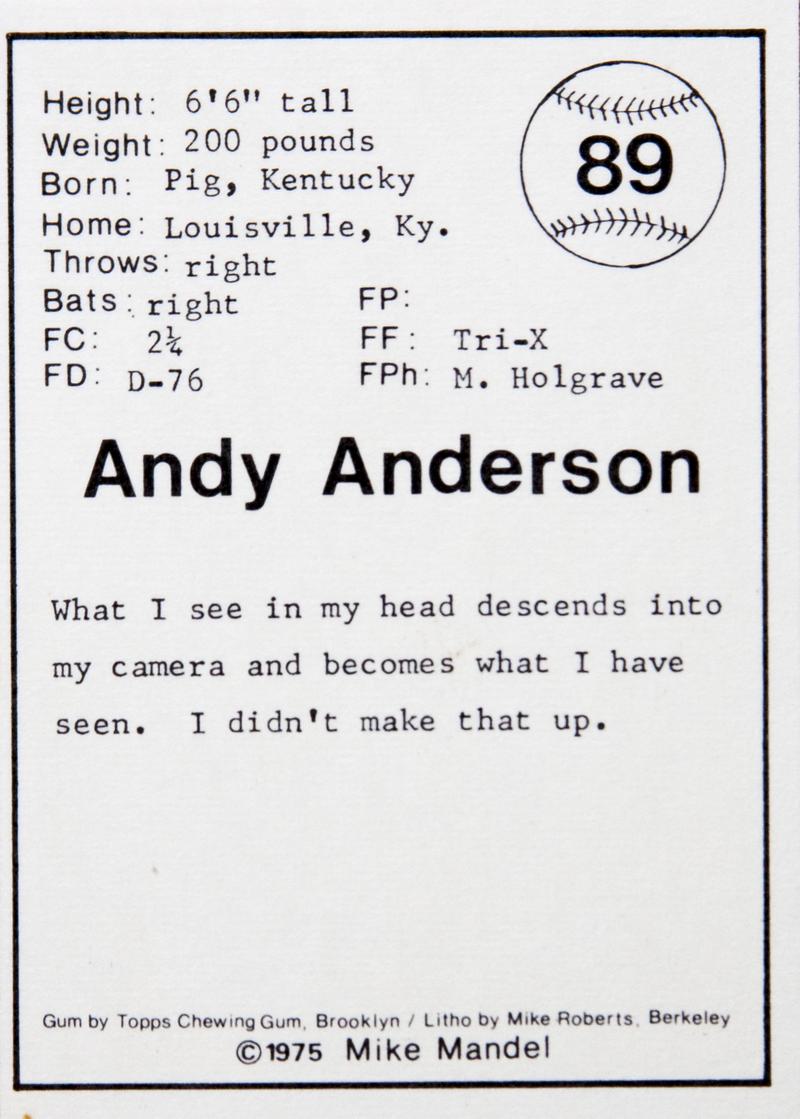 Height: 6'6" tall
89
Weight: 200 pounds
Born: Pig, Kentucky
Home: Louisville, Ky.
Throws: right
Bats: right FP:
FC: 2¼ FF: Tri-X
FD: D-76 FPh: M. Holgrave
Andy Anderson
What I see in my head descends into
my camera and becomes what I have
seen. I didn't make that up.
Gum by Topps Chewing Gum, Brooklyn / Litho by Mike Roberts, Berkeley
©1975 Mike Mandel